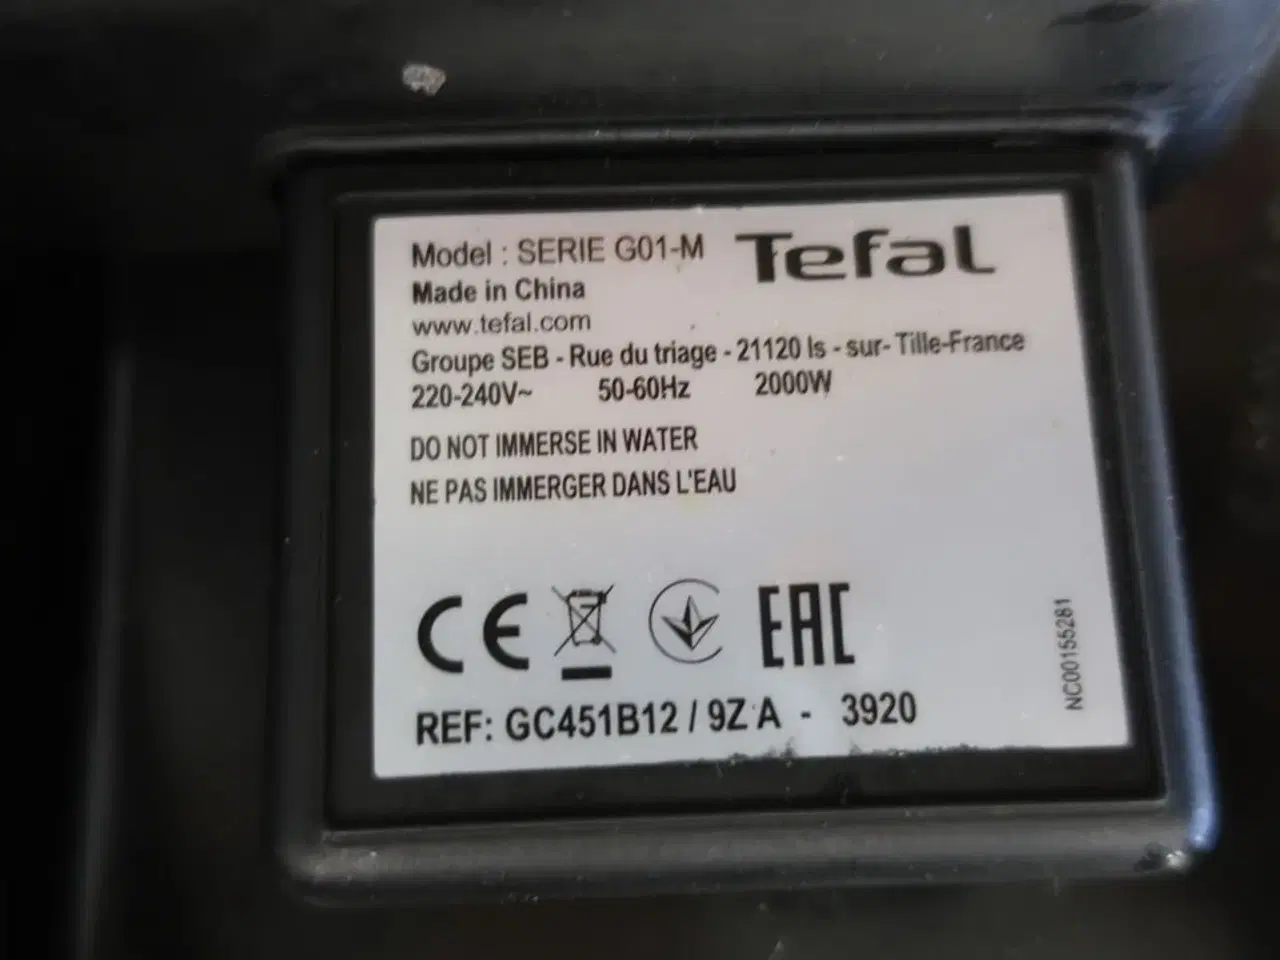 Model : SERIE G01-M Tefal
Made in China
www.tefal.com
Groupe SEB - Rue du triage - 21120 Is - sur- Tille-France
220-240V~ 50-60Hz 2000W
DO NOT IMMERSE IN WATER
NE PAS IMMERGER DANS L'EAU
CE EAC
NC00155281
REF: GC451B12 / 9Z A - 3920